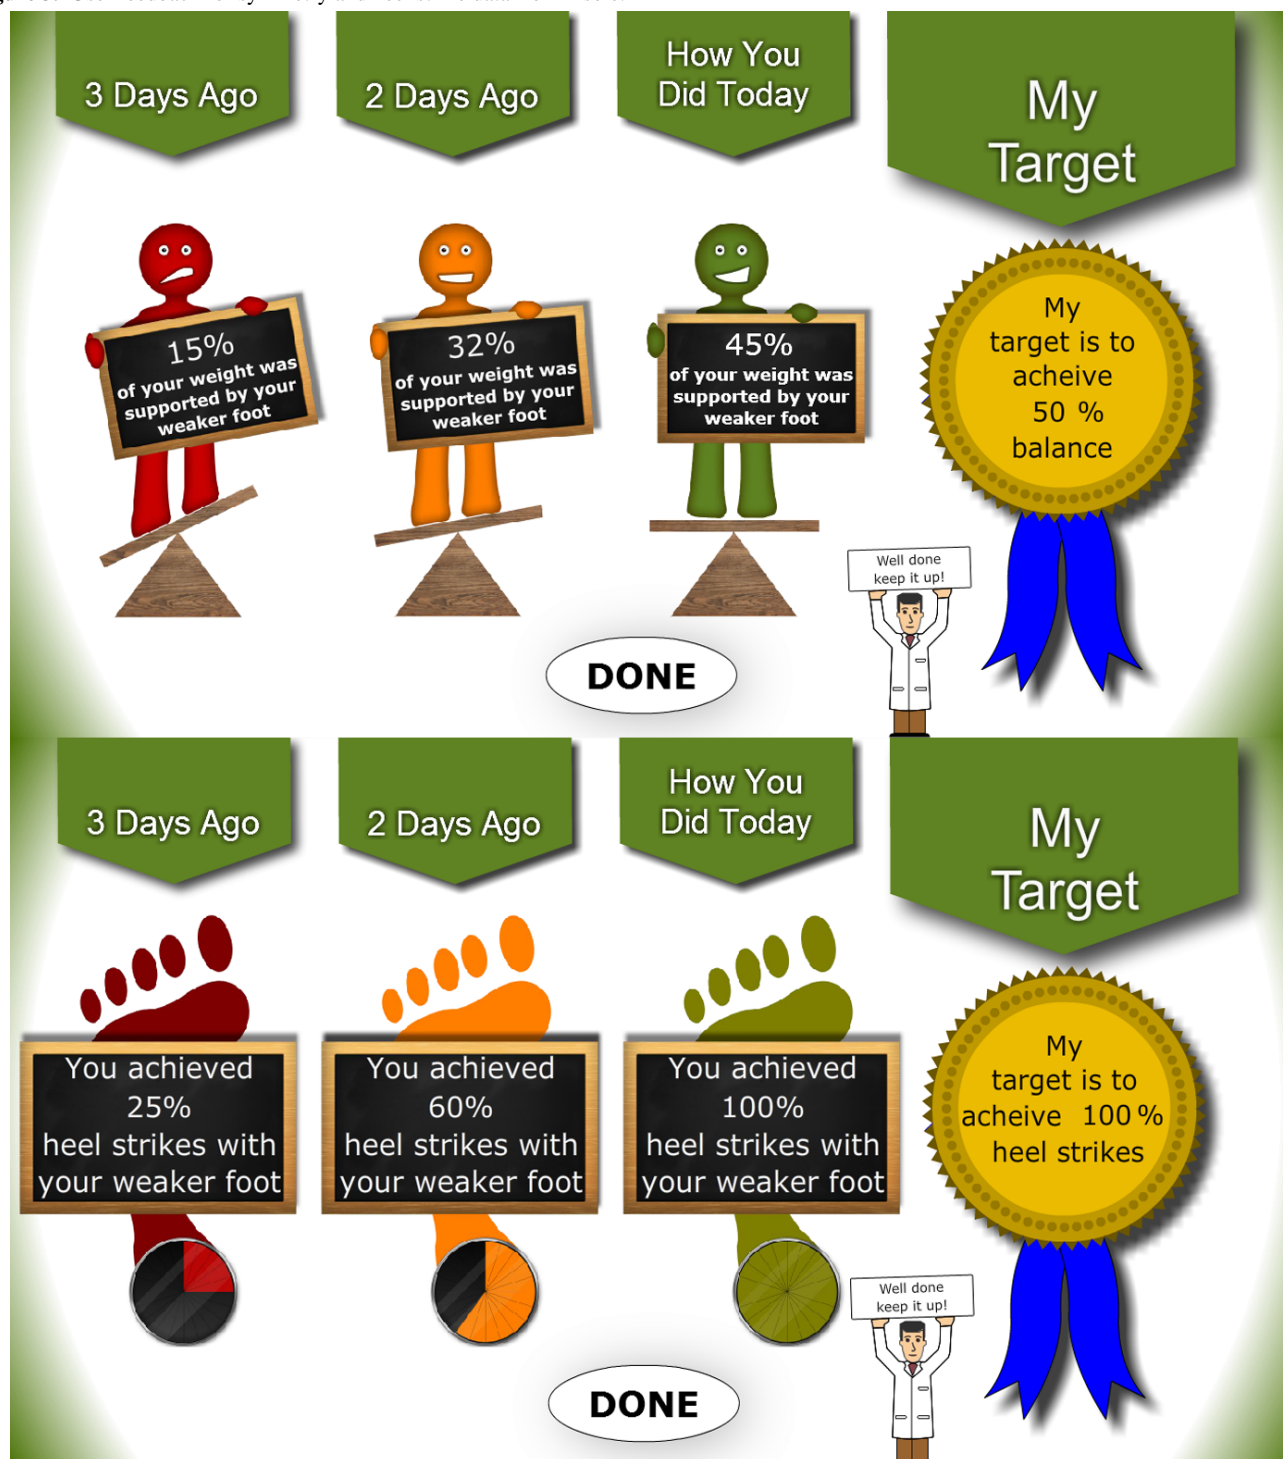 3 Days Ago
2 Days Ago
How You
Did Today
My
Target
15%
of your weight was
supported by your
weaker foot
32%
of your weight was
supported by your
weaker foot
45%
of your weight was
supported by your
weaker foot
My
target is to
acheive
50 %
balance
Well done
keep it up!
DONE
3 Days Ago
2 Days Ago
How You
Did Today
My
Target
You achieved
25%
heel strikes with
your weaker foot
You achieved
60%
heel strikes with
your weaker foot
You achieved
100%
heel strikes with
your weaker foot
My
target is to
acheive 100 %
heel strikes
Well done
keep it up!
DONE